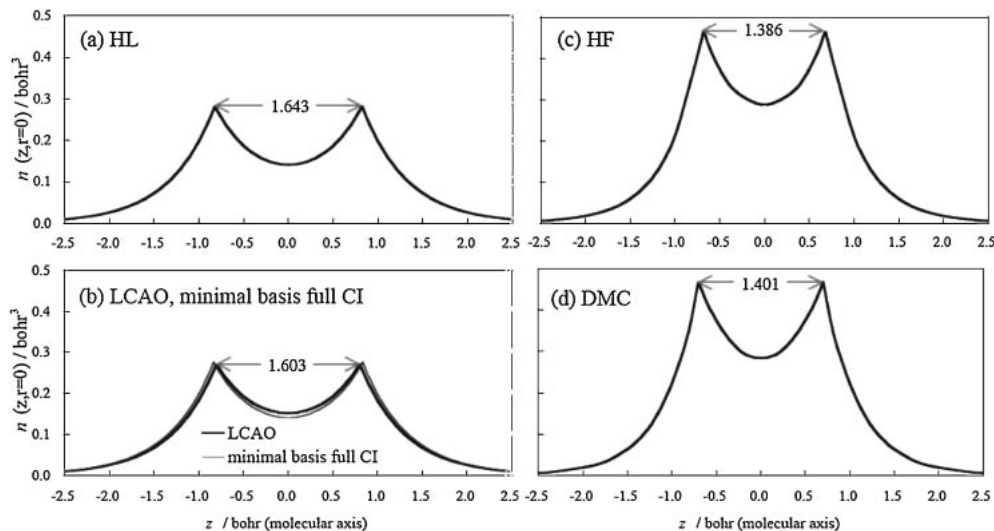 n (z,r=0) / bohr³
0.5
0.4
0.3
0.2
0.1
0.0
(a) HL
1.643
-2.5 -2.0 -1.5 -1.0 -0.5 0.0 0.5 1.0 1.5 2.0 2.5
(c) HF
1.386
-2.5 -2.0 -1.5 -1.0 -0.5 0.0 0.5 1.0 1.5 2.0 2.5
n (z,r=0) / bohr³
0.5
0.4
0.3
0.2
0.1
0.0
(b) LCAO, minimal basis full CI
1.603
LCAO
minimal basis full CI
-2.5 -2.0 -1.5 -1.0 -0.5 0.0 0.5 1.0 1.5 2.0 2.5
z / bohr (molecular axis)
(d) DMC
1.401
-2.5 -2.0 -1.5 -1.0 -0.5 0.0 0.5 1.0 1.5 2.0 2.5
z / bohr (molecular axis)